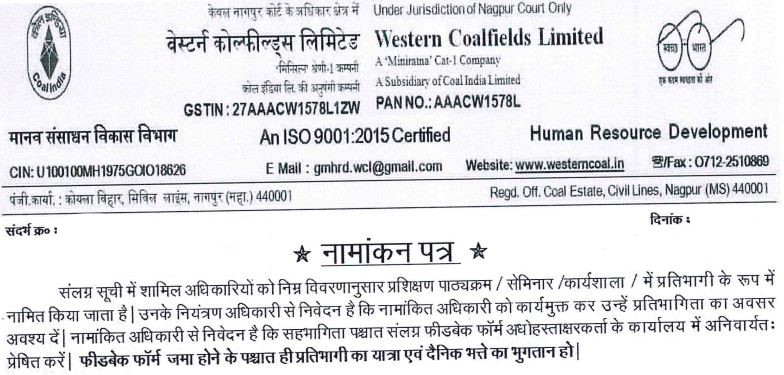 केवल नागपुर कोर्ट के अधिकार क्षेत्र में Under Jurisdiction of Nagpur Court Only
कोल इंडिया
Coal India
वेस्टर्न कोल्फील्ड्स लिमिटेड Western Coalfields Limited
'मिनिरत्न' श्रेणी-1 कम्पनी A 'Miniratna' Cat-1 Company
कोल इंडिया लि. की अनुषंगी कम्पनी A Subsidiary of Coal India Limited
GSTIN : 27AAACW1578L1ZW PAN NO.: AAACW1578L
स्वच्छ भारत
एक कदम स्वच्छता की ओर
मानव संसाधन विकास विभाग An ISO 9001:2015 Certified Human Resource Development
CIN: U100100MH1975GOIO18626 E Mail : gmhrd.wcl@gmail.com Website: www.westerncoal.in ☎/Fax : O712-2510869
पंजी.कार्या. : कोयला विहार, सिविल लाइंस, नागपुर (महा.) 440001 Regd. Off. Coal Estate, Civil Lines, Nagpur (MS) 440001
संदर्भ क्र० : दिनांक :
★ नामांकन पत्र ★
संलग्न सूची में शामिल अधिकारियों को निम्न विवरणानुसार प्रशिक्षण पाठ्यक्रम / सेमिनार /कार्यशाला / में प्रतिभागी के रूप में
नामित किया जाता है| उनके नियंत्रण अधिकारी से निवेदन है कि नामांकित अधिकारी को कार्यमुक्त कर उन्हें प्रतिभागिता का अवसर
अवश्य दें| नामांकित अधिकारी से निवेदन है कि सहभागिता पश्चात संलग्न फीडबेक फॉर्म अधोहस्ताक्षरकर्ता के कार्यालय में अनिवार्यतः
प्रेषित करें| फीडबेक फॉर्म जमा होने के पश्चात ही प्रतिभागी का यात्रा एवं दैनिक भत्ते का भुगतान हो|